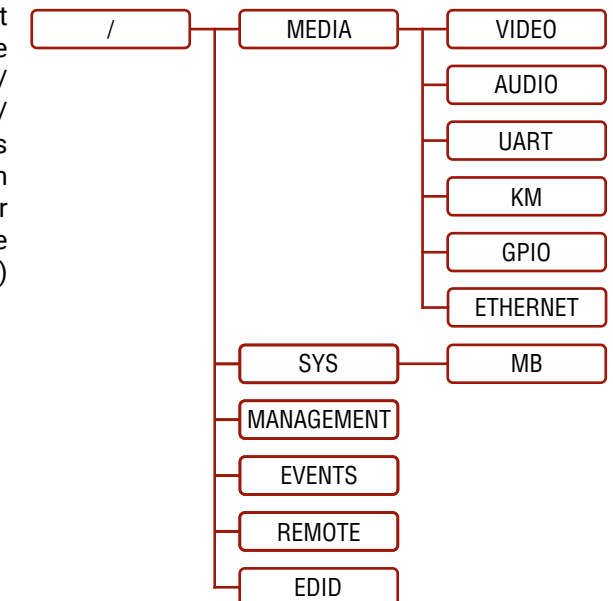 t
e
/
/
s
n
r
e
)
/
MEDIA
VIDEO
AUDIO
UART
KM
GPIO
ETHERNET
SYS
MB
MANAGEMENT
EVENTS
REMOTE
EDID